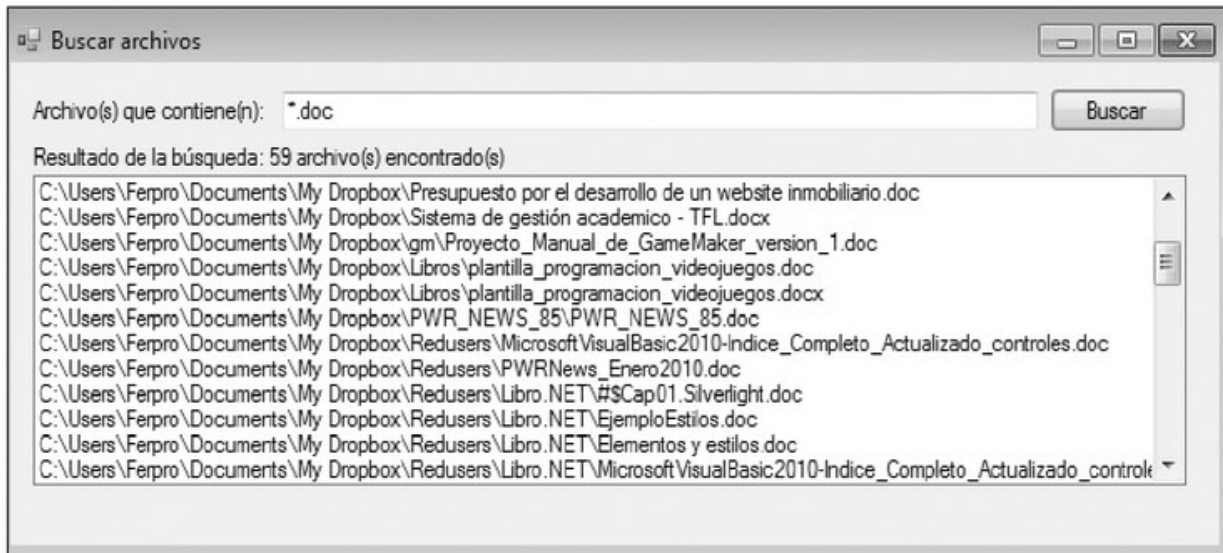 Buscar archivos
Archivo(s) que contiene(n): *.doc Buscar
Resultado de la búsqueda: 59 archivo(s) encontrado(s)
C:\Users\Ferpro\Documents\My Dropbox\Presupuesto por el desarrollo de un website inmobiliario.doc
C:\Users\Ferpro\Documents\My Dropbox\Sistema de gestión academico - TFL.docx
C:\Users\Ferpro\Documents\My Dropbox\gm\Proyecto_Manual_de_GameMaker_version_1.doc
C:\Users\Ferpro\Documents\My Dropbox\Libros\plantilla_programacion_videojuegos.doc
C:\Users\Ferpro\Documents\My Dropbox\Libros\plantilla_programacion_videojuegos.docx
C:\Users\Ferpro\Documents\My Dropbox\PWR_NEWS_85\PWR_NEWS_85.doc
C:\Users\Ferpro\Documents\My Dropbox\Redusers\MicrosoftVisualBasic2010-Indice_Completo_Actualizado_controles.doc
C:\Users\Ferpro\Documents\My Dropbox\Redusers\PWRNews_Enero2010.doc
C:\Users\Ferpro\Documents\My Dropbox\Redusers\Libro.NET\#$Cap01.Silverlight.doc
C:\Users\Ferpro\Documents\My Dropbox\Redusers\Libro.NET\EjemploEstilos.doc
C:\Users\Ferpro\Documents\My Dropbox\Redusers\Libro.NET\Elementos y estilos.doc
C:\Users\Ferpro\Documents\My Dropbox\Redusers\Libro.NET\MicrosoftVisualBasic2010-Indice_Completo_Actualizado_controle